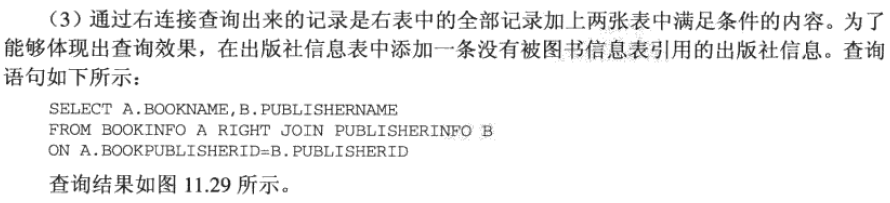 (3)通过右连接查询出来的记录是右表中的全部记录加上两张表中满足条件的内容。为了
能够体现出查询效果,在出版社信息表中添加一条没有被图书信息表引用的出版社信息。查询
语句如下所示:
SELECT A.BOOKNAME,B.PUBLISHERNAME
FROM BOOKINFO A RIGHT JOIN PUBLISHERINFO B
ON A.BOOKPUBLISHERID=B.PUBLISHERID
查询结果如图 11.29 所示。